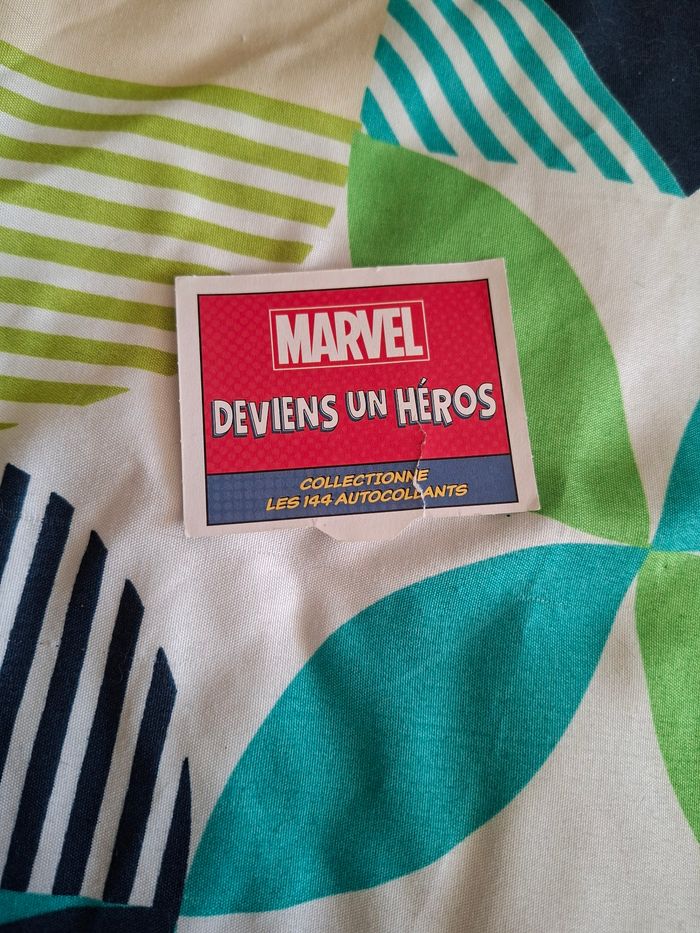 MARVEL
DEVIENS UN HÉROS
COLLECTIONNE
LES 144 AUTOCOLLANTS